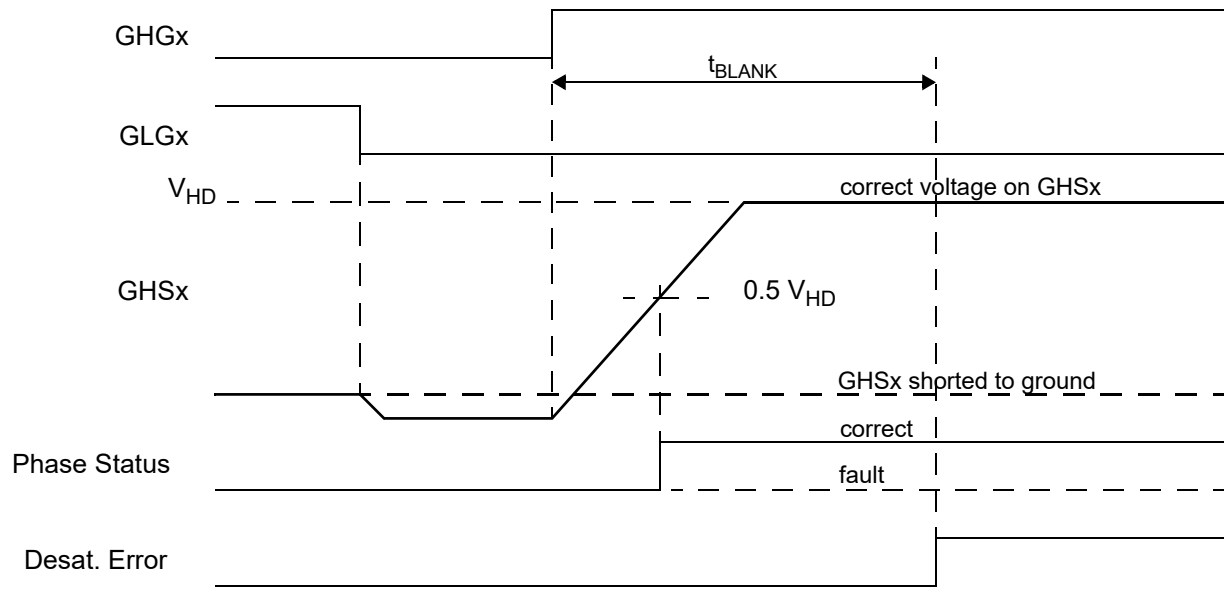 GHGx
tBLANK
GLGx
VHD
correct voltage on GHSx
GHSx
0.5 VHD
GHSx shorted to ground
correct
Phase Status
fault
Desat. Error